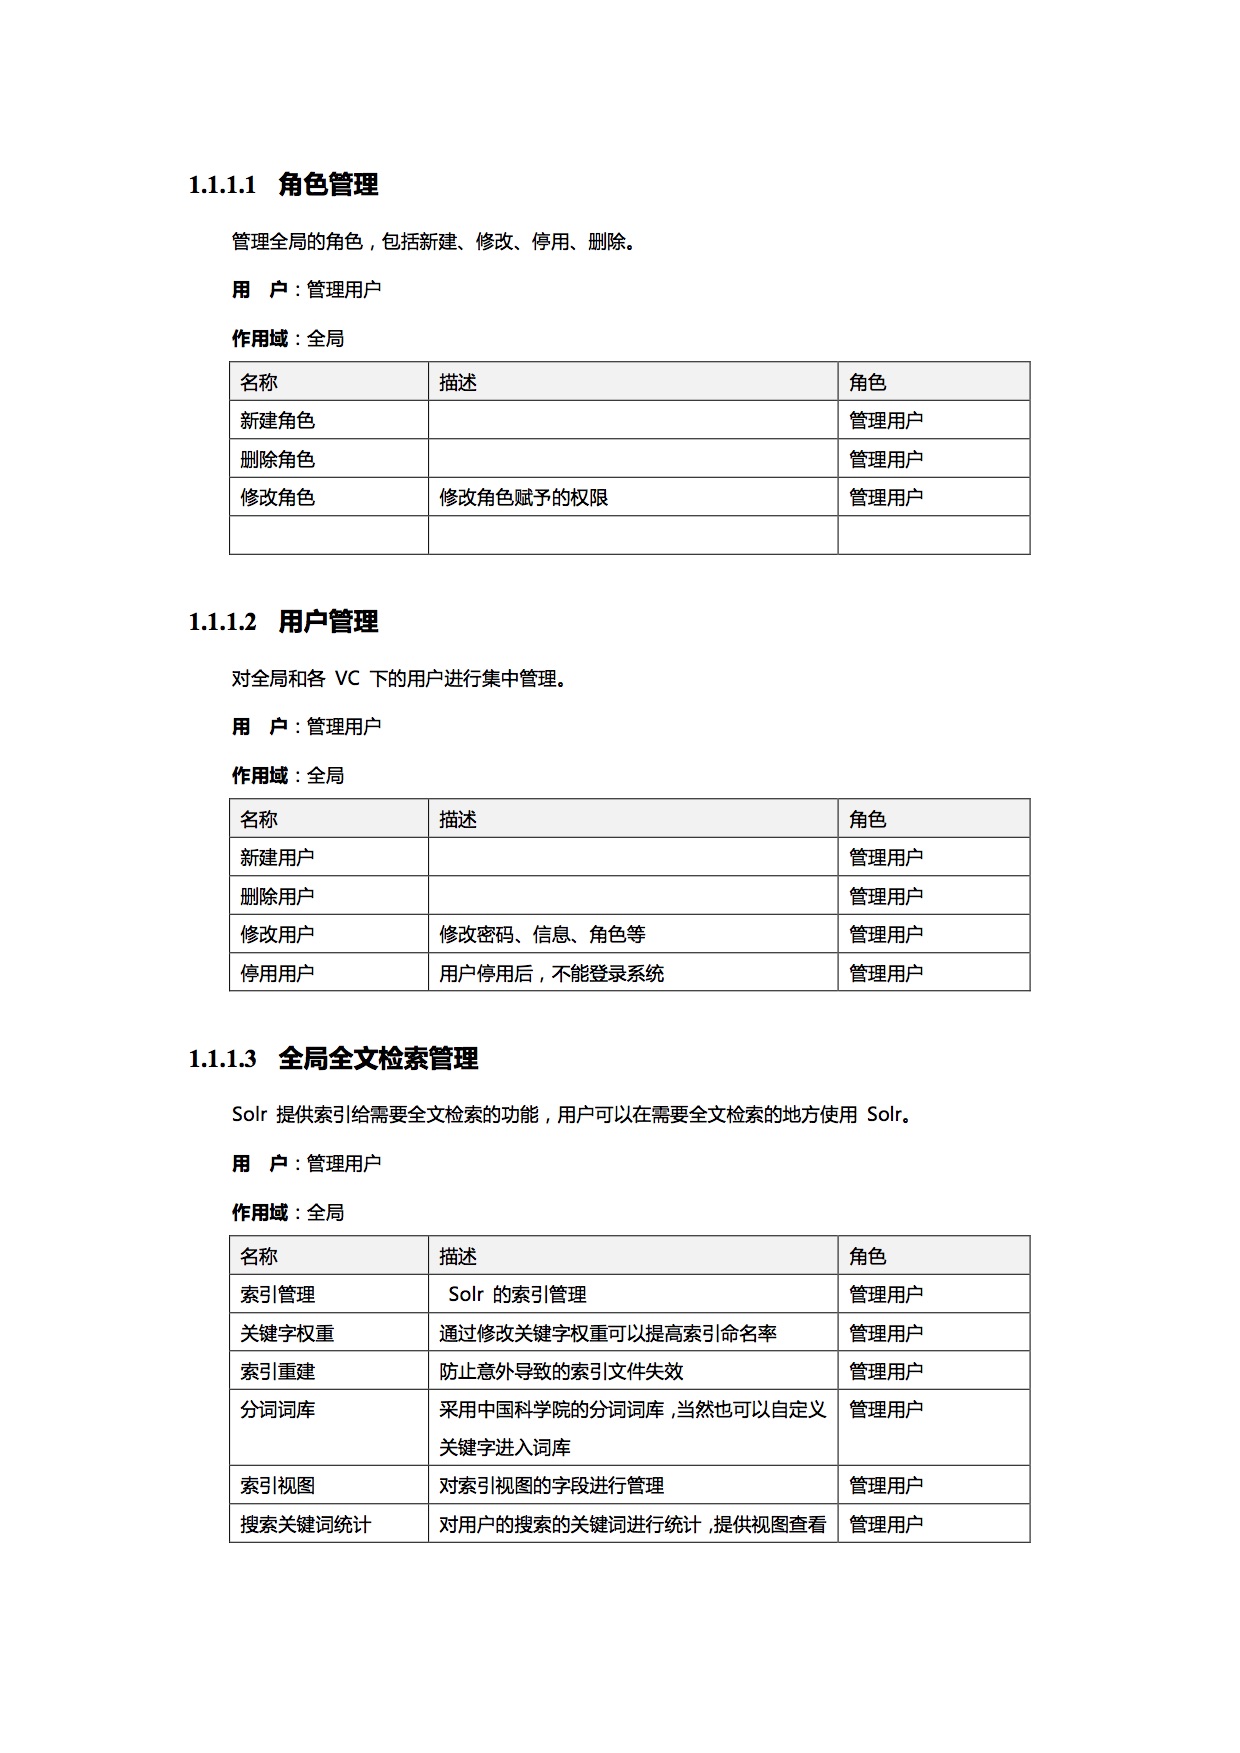 1.1.1.1 角色管理
管理全局的角色，包括新建、修改、停用、删除。
用 户：管理用户
作用域：全局
名称 描述 角色
新建角色 管理用户
删除角色 管理用户
修改角色 修改角色赋予的权限 管理用户
1.1.1.2 用户管理
对全局和各 VC 下的用户进行集中管理。
用 户：管理用户
作用域：全局
名称 描述 角色
新建用户 管理用户
删除用户 管理用户
修改用户 修改密码、信息、角色等 管理用户
停用用户 用户停用后，不能登录系统 管理用户
1.1.1.3 全局全文检索管理
Solr 提供索引给需要全文检索的功能，用户可以在需要全文检索的地方使用 Solr。
用 户：管理用户
作用域：全局
名称 描述 角色
索引管理 Solr 的索引管理 管理用户
关键字权重 通过修改关键字权重可以提高索引命名率 管理用户
索引重建 防止意外导致的索引文件失效 管理用户
分词词库 采用中国科学院的分词词库，当然也可以自定义 管理用户
关键字进入词库
索引视图 对索引视图的字段进行管理 管理用户
搜索关键词统计 对用户的搜索的关键词进行统计，提供视图查看 管理用户